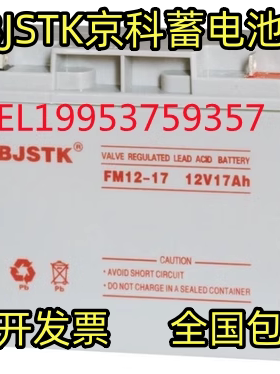 BJSTK京科蓄电池
TEL19953759357
BJSTK®
VALVE REGULATED LEAD ACID BATTERY
FM12-17 12V17Ah
CAUTION:
• AVOID SHORT CIRCUIT
• DO NOT CHARGE IN A SEALED CONTAINER
Pb
Pb
开发票 全国包